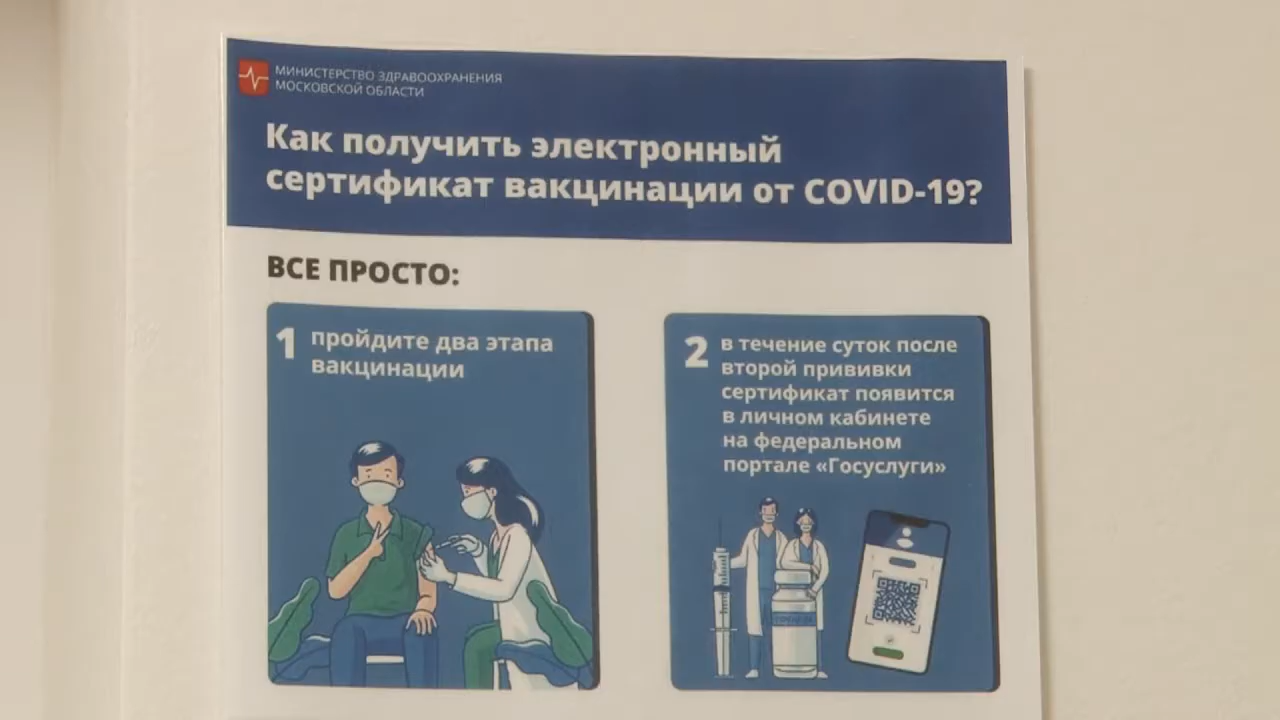 МИНИСТЕРСТВО ЗДРАВООХРАНЕНИЯ
МОСКОВСКОЙ ОБЛАСТИ
Как получить электронный
сертификат вакцинации от COVID-19?
ВСЕ ПРОСТО:
1 пройдите два этапа
вакцинации
2 в течение суток после
второй прививки
сертификат появится
в личном кабинете
на федеральном
портале «Госуслуги»